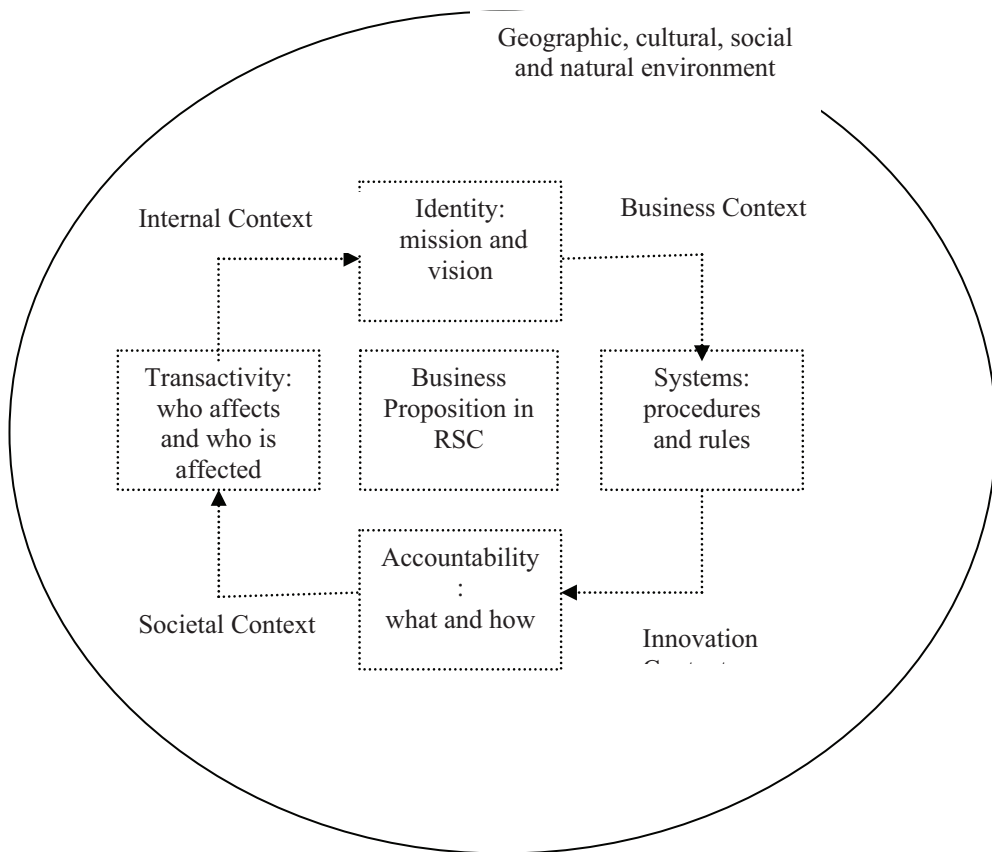 Geographic, cultural, social
and natural environment
Internal Context
Identity:
mission and
vision
Business Context
Transactivity:
who affects
and who is
affected
Business
Proposition in
RSC
Systems:
procedures
and rules
Accountability
:
what and how
Societal Context
Innovation